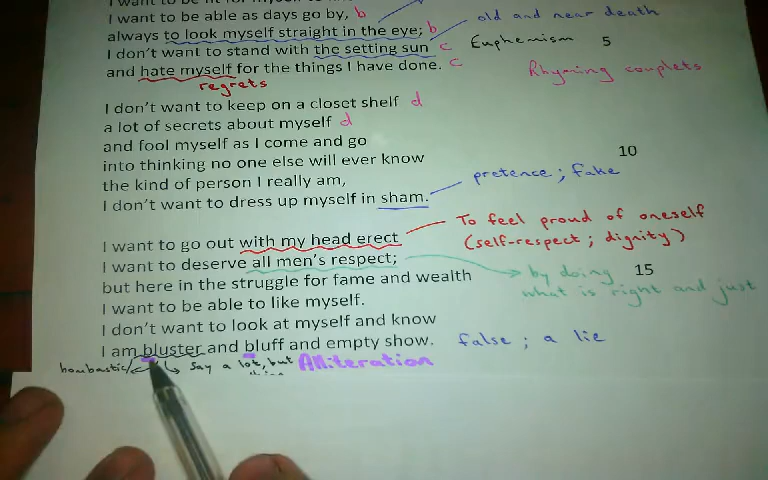 I want to be able as days go by, b
always to look myself straight in the eye; b old and near death
I don't want to stand with the setting sun c Euphemism 5
and hate myself for the things I have done. c Rhyming couplets
regrets
I don't want to keep on a closet shelf d
a lot of secrets about myself d
and fool myself as I come and go
into thinking no one else will ever know 10
the kind of person I really am, pretence; fake
I don't want to dress up myself in sham.
I want to go out with my head erect To feel proud of oneself (self-respect; dignity)
I want to deserve all men's respect; by doing what is right and just 15
but here in the struggle for fame and wealth
I want to be able to like myself.
I don't want to look at myself and know
I am bluster and bluff and empty show. false; a lie
bombastic/ say a lot, but Alliteration